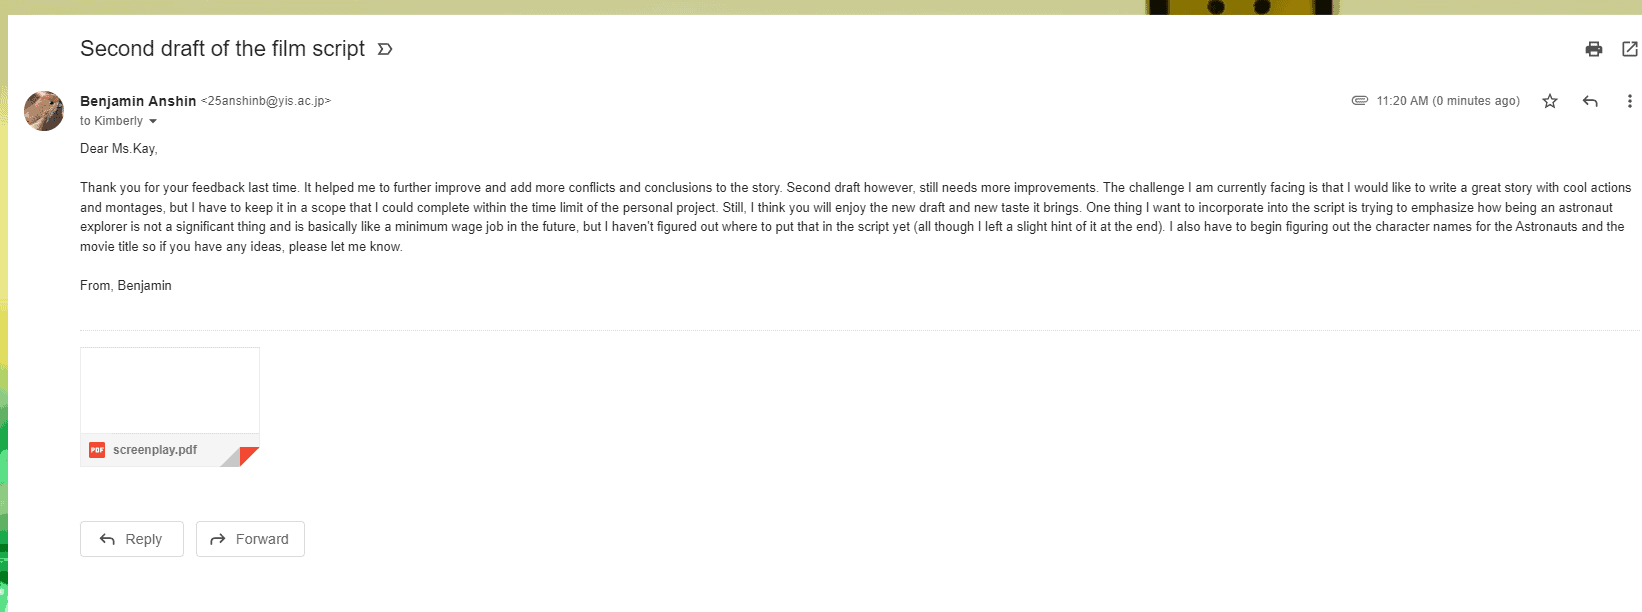 Second draft of the film script
Benjamin Anshin <25anshinb@yis.ac.jp>
11:20 AM (0 minutes ago)
to Kimberly
Dear Ms.Kay,
Thank you for your feedback last time. It helped me to further improve and add more conflicts and conclusions to the story. Second draft however, still needs more improvements. The challenge I am currently facing is that I would like to write a great story with cool actions
and montages, but I have to keep it in a scope that I could complete within the time limit of the personal project. Still, I think you will enjoy the new draft and new taste it brings. One thing I want to incorporate into the script is trying to emphasize how being an astronaut
explorer is not a significant thing and is basically like a minimum wage job in the future, but I haven't figured out where to put that in the script yet (all though I left a slight hint of it at the end). I also have to begin figuring out the character names for the Astronauts and the
movie title so if you have any ideas, please let me know.
From, Benjamin
PDF screenplay.pdf
Reply
Forward